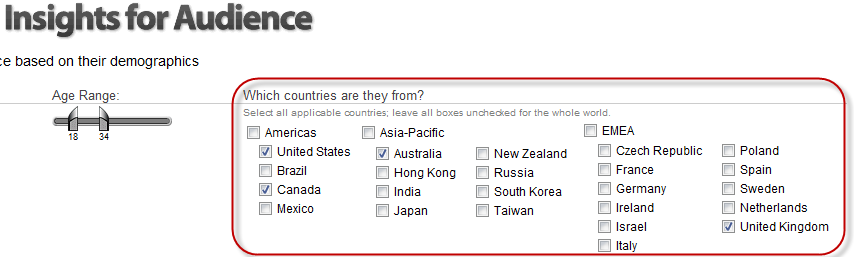 Insights for Audience
ce based on their demographics
Age Range:
18 34
Which countries are they from?
Select all applicable countries; leave all boxes unchecked for the whole world.
Americas
United States
Brazil
Canada
Mexico
Asia-Pacific
Australia
Hong Kong
India
Japan
New Zealand
Russia
South Korea
Taiwan
EMEA
Czech Republic
France
Germany
Ireland
Israel
Italy
Poland
Spain
Sweden
Netherlands
United Kingdom